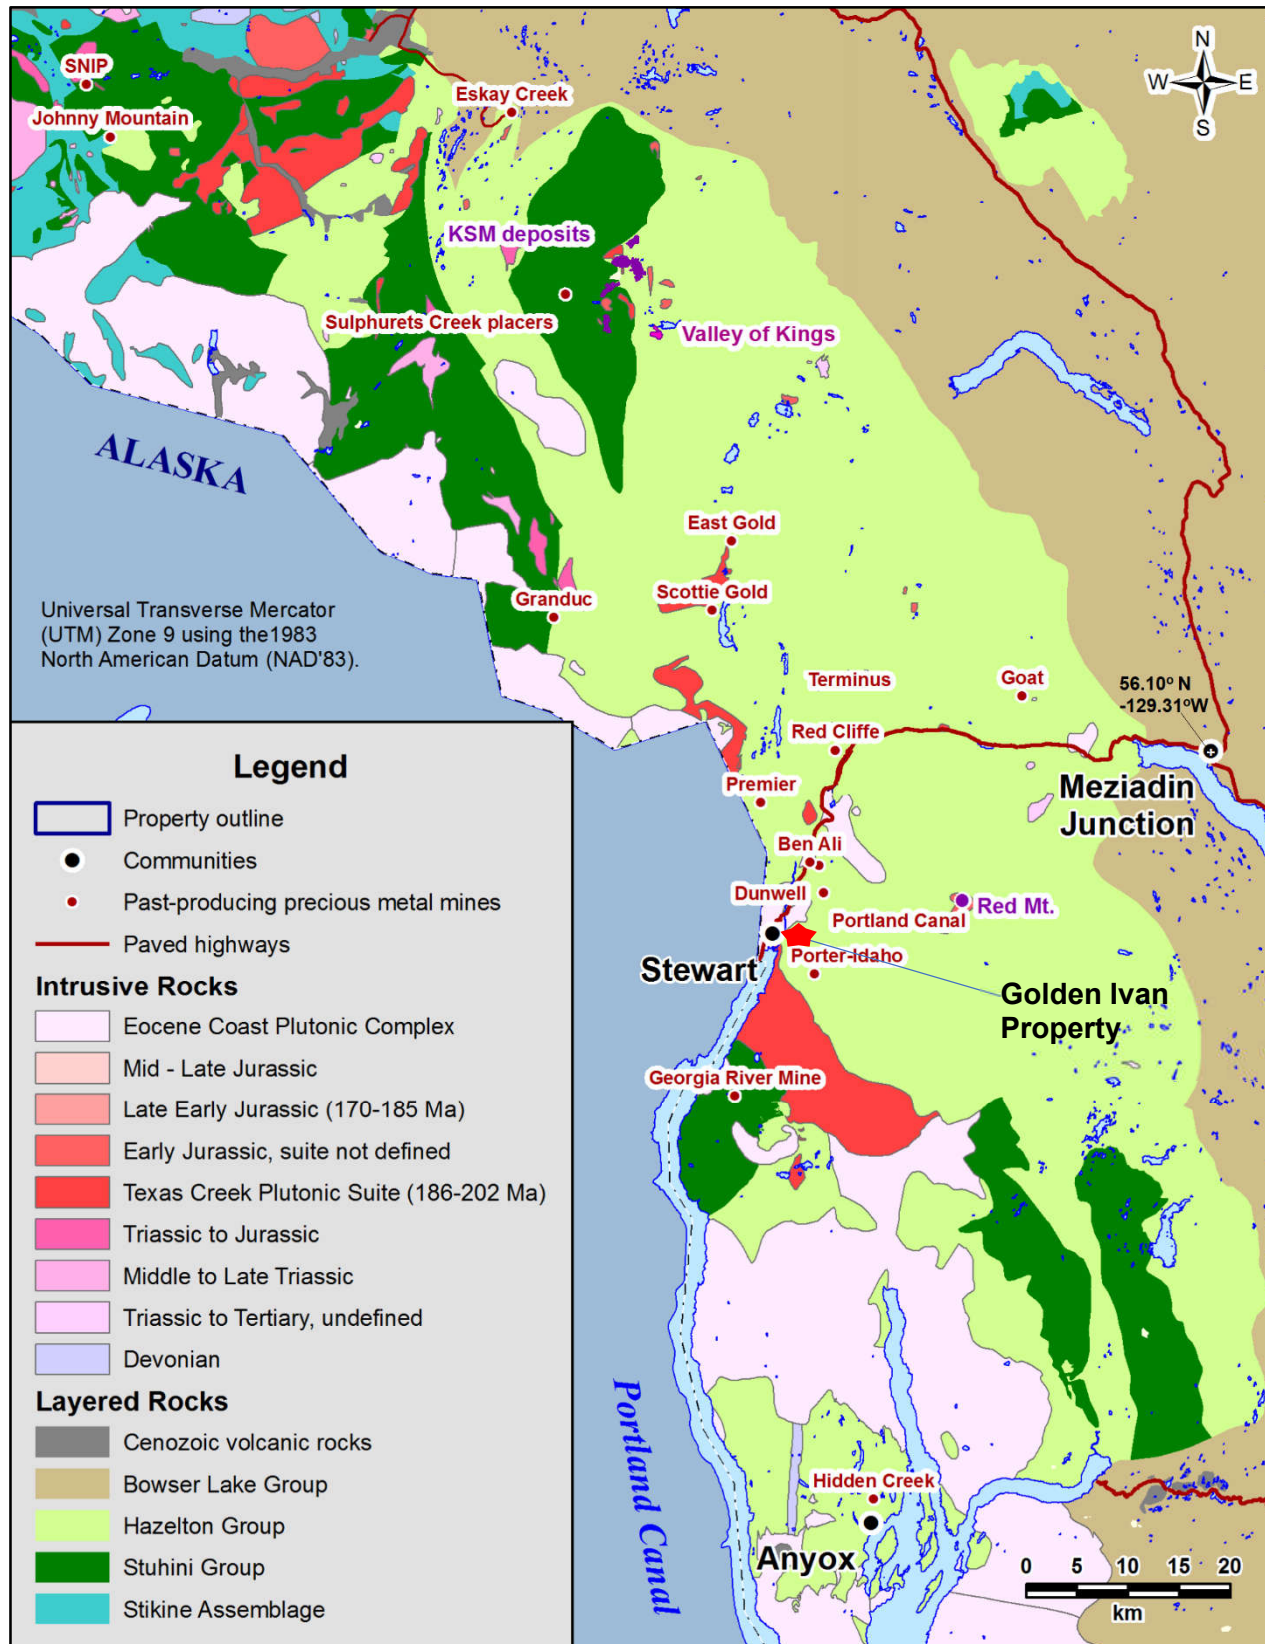 N
W
E
S
SNIP
Johnny Mountain
Eskay Creek
KSM deposits
Sulphurets Creek placers
Valley of Kings
ALASKA
East Gold
Scottie Gold
Granduc
Universal Transverse Mercator
(UTM) Zone 9 using the1983
North American Datum (NAD'83).
Terminus
Goat
56.10º N
-129.31ºW
Red Cliffe
Premier
Meziadin
Junction
Ben Ali
Dunwell
Red Mt.
Portland Canal
Stewart
Porter-Idaho
Golden Ivan
Property
Georgia River Mine
Portland Canal
Hidden Creek
Anyox
0 5 10 15 20
km
Legend
Property outline
Communities
Past-producing precious metal mines
Paved highways
Intrusive Rocks
Eocene Coast Plutonic Complex
Mid - Late Jurassic
Late Early Jurassic (170-185 Ma)
Early Jurassic, suite not defined
Texas Creek Plutonic Suite (186-202 Ma)
Triassic to Jurassic
Middle to Late Triassic
Triassic to Tertiary, undefined
Devonian
Layered Rocks
Cenozoic volcanic rocks
Bowser Lake Group
Hazelton Group
Stuhini Group
Stikine Assemblage